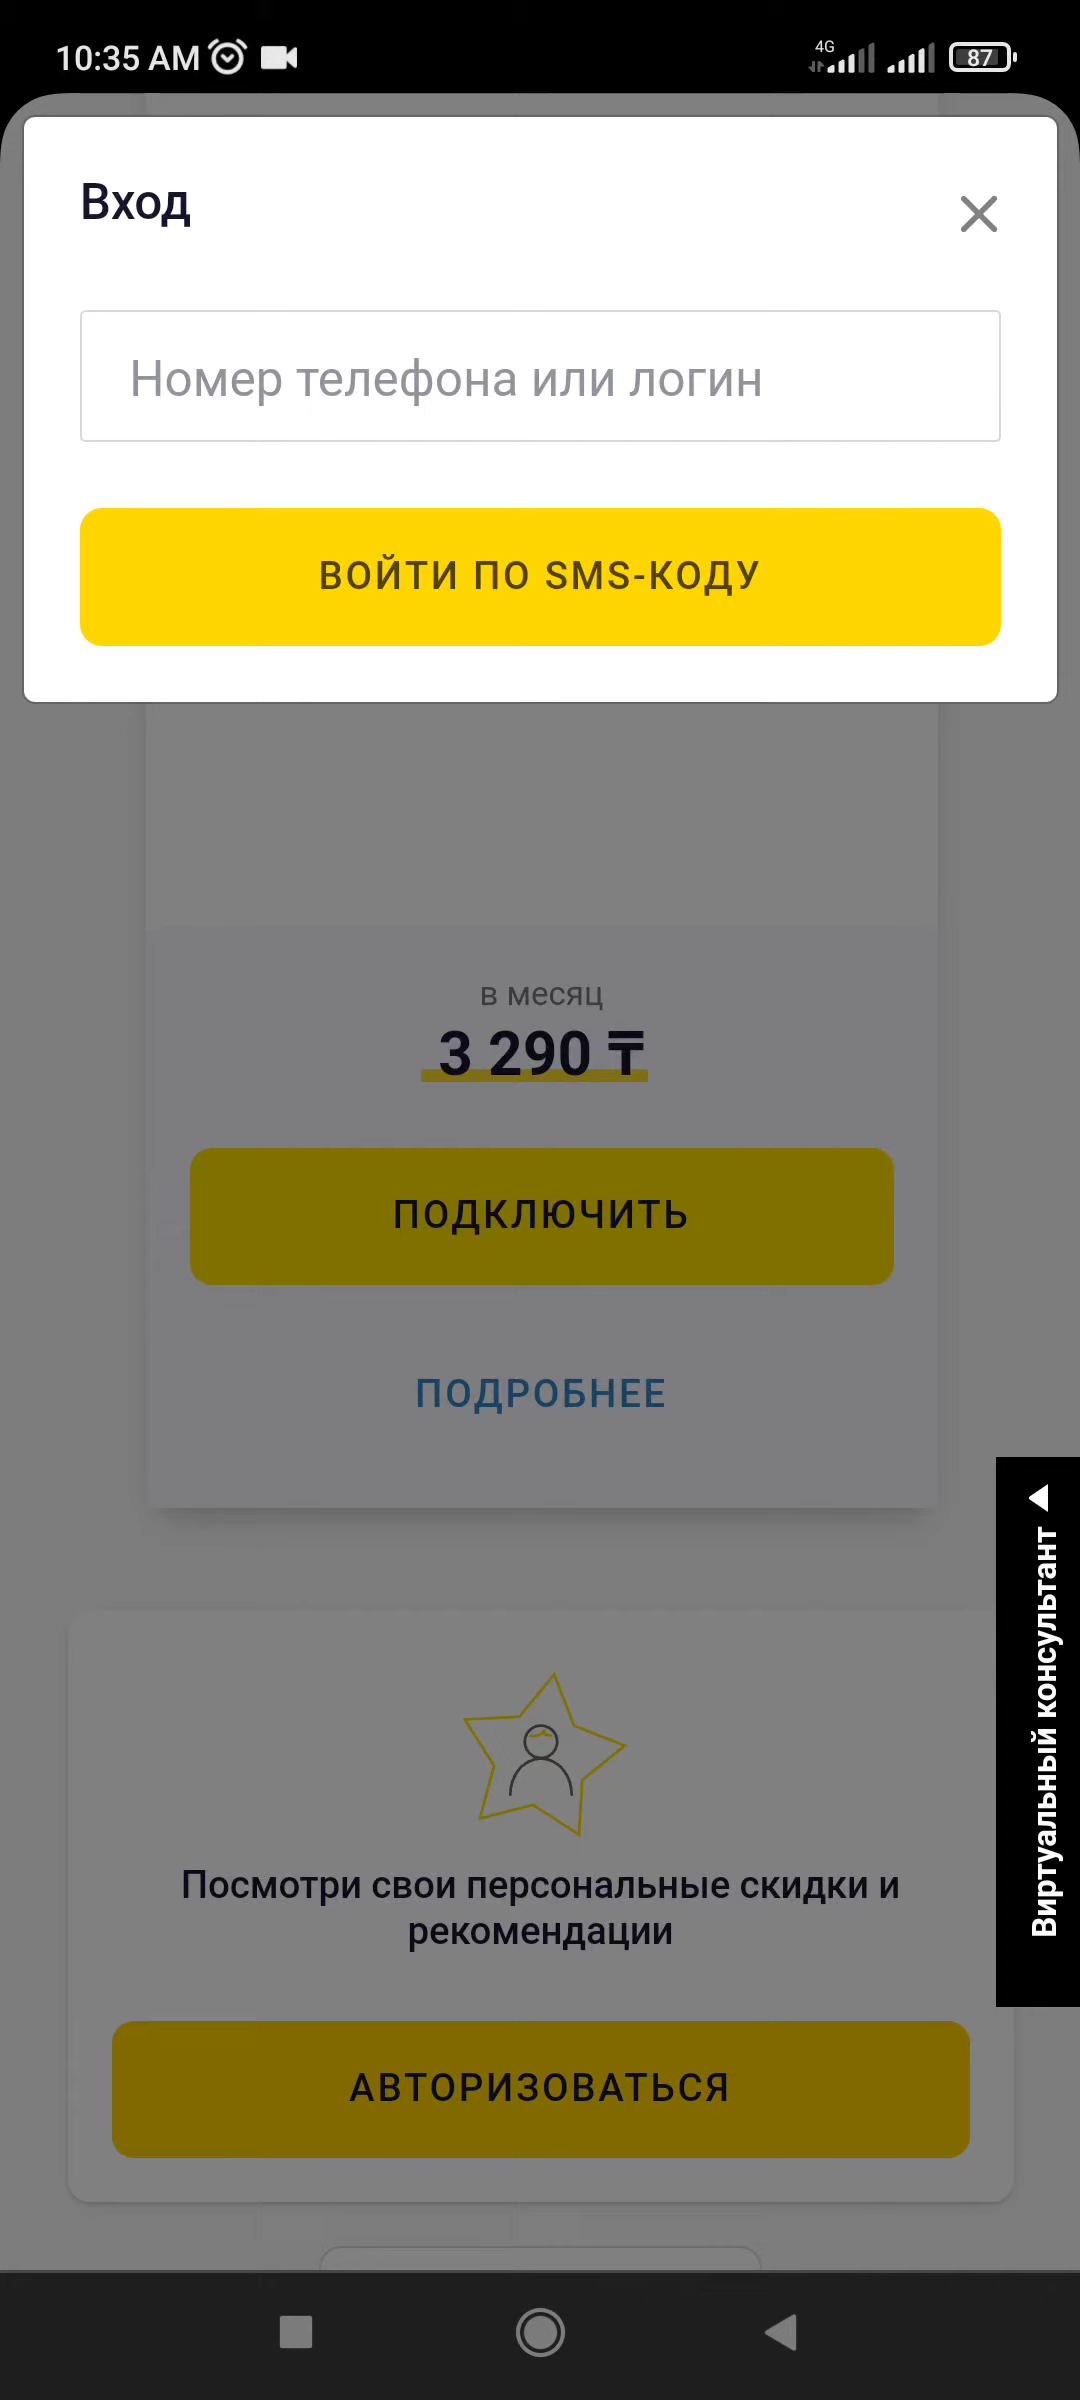 10:35 AM
4G
87
Вход
Номер телефона или логин
ВОЙТИ ПО SMS-КОДУ
в месяц
3 290 ₸
ПОДКЛЮЧИТЬ
ПОДРОБНЕЕ
Виртуальный консультант
Посмотри свои персональные скидки и
рекомендации
АВТОРИЗОВАТЬСЯ